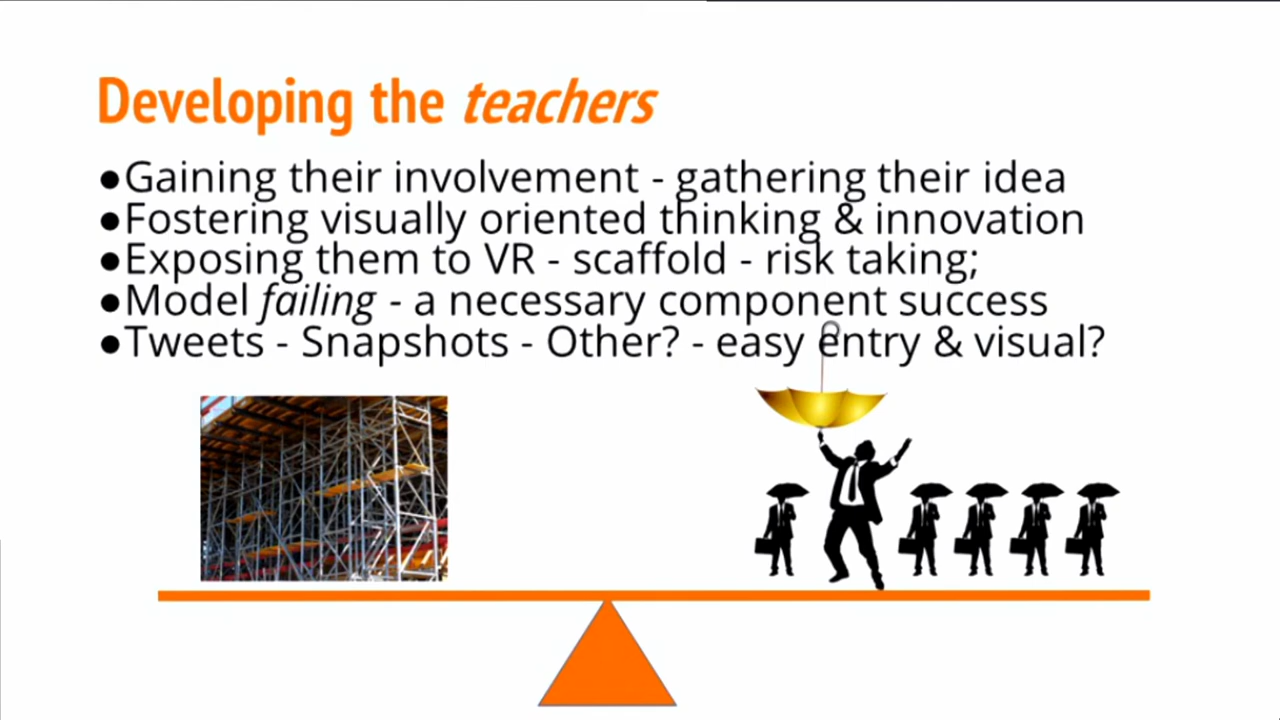 Developing the teachers
●Gaining their involvement - gathering their idea
●Fostering visually oriented thinking & innovation
●Exposing them to VR - scaffold - risk taking;
●Model failing - a necessary component success
●Tweets - Snapshots - Other? - easy entry & visual?